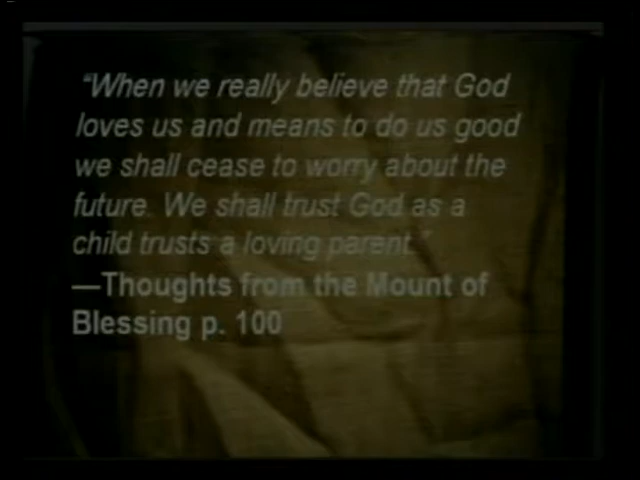 “When we really believe that God
loves us and means to do us good
we shall cease to worry about the
future. We shall trust God as a
child trusts a loving parent.”
—Thoughts from the Mount of
Blessing p. 100